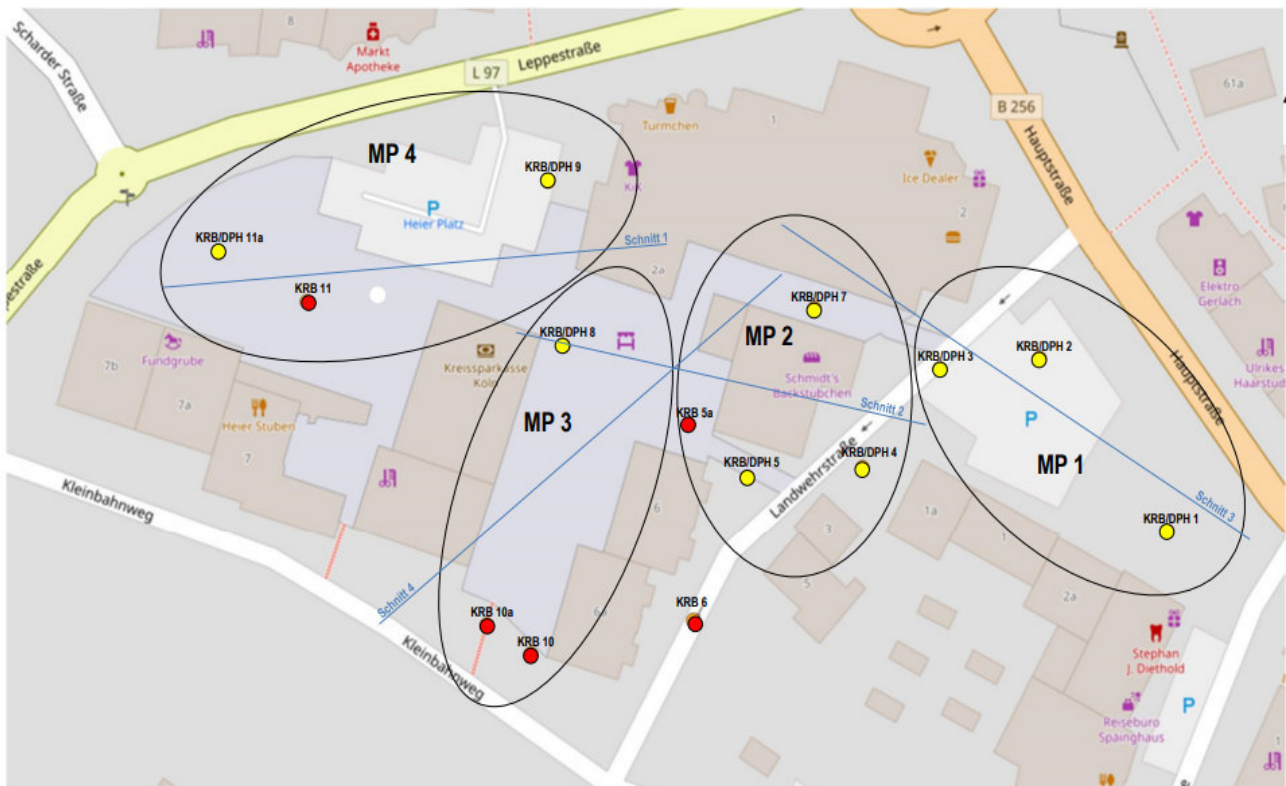 Scharder Straße
8
Markt
Apotheke
Leppestraße
L 97
B 256
61a
Turmchen
1
KiK
Ice Dealer
2
Hauptstraße
MP 4
KRB/DPH 9
P
Heier Platz
KRB/DPH 11a
Schnitt 1
2a
KRB 11
Elektro
Gerlach
KRB/DPH 7
KRB/DPH 8
MP 2
KRB/DPH 3
KRB/DPH 2
Fundgrube
7b
7a
Kreissparkasse
Köln
Schmidt's
Backstubchen
Hauptstraße
Ulrikes
Haarstud
Heier Stuben
7
MP 3
KRB 5a
Schnitt 2
P
MP 1
KRB/DPH 5
KRB/DPH 4
Landwehrstraße
Kleinbahnweg
6
3
1a
1
Schnitt 3
KRB/DPH 1
5
2a
Schnitt 4
KRB 10a
KRB 10
6a
KRB 6
Kleinbahnweg
Stephan
J. Diethold
P
Reisebüro
Spainghaus